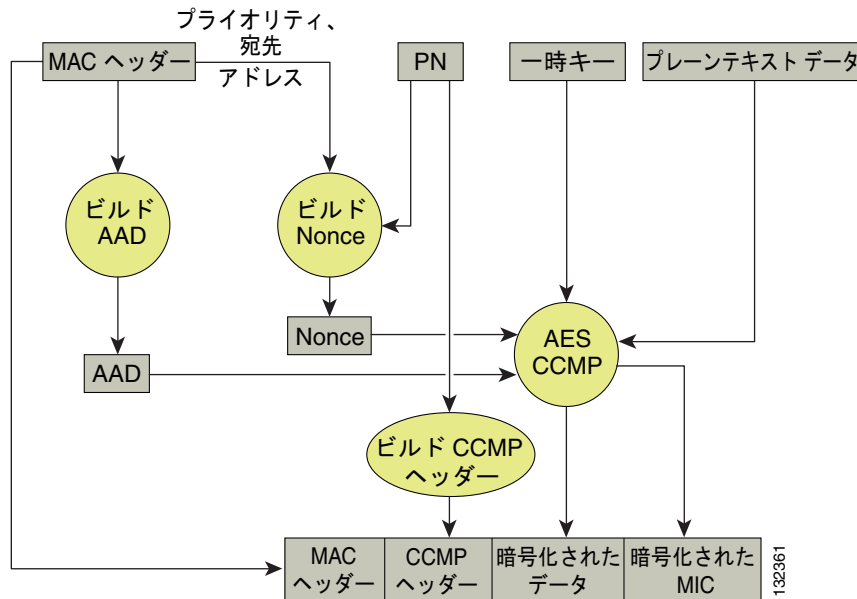 プライオリティ、
宛先
アドレス
MAC ヘッダー
PN
一時キー
プレーンテキスト データ
ビルド
AAD
ビルド
Nonce
Nonce
AES
CCMP
AAD
ビルド CCMP
ヘッダー
MAC
ヘッダー
CCMP
ヘッダー
暗号化された
データ
暗号化された
MIC
132361